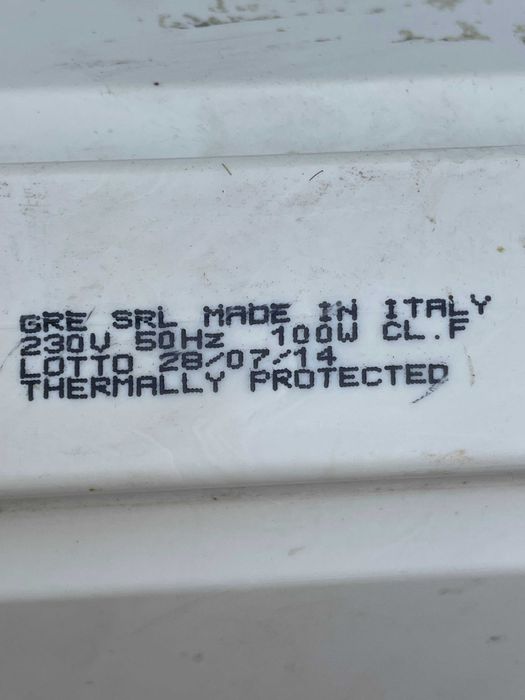 GRE SRL MADE IN ITALY
230V 50Hz 100W CL.F
LOTTO 28/07/14
THERMALLY PROTECTED